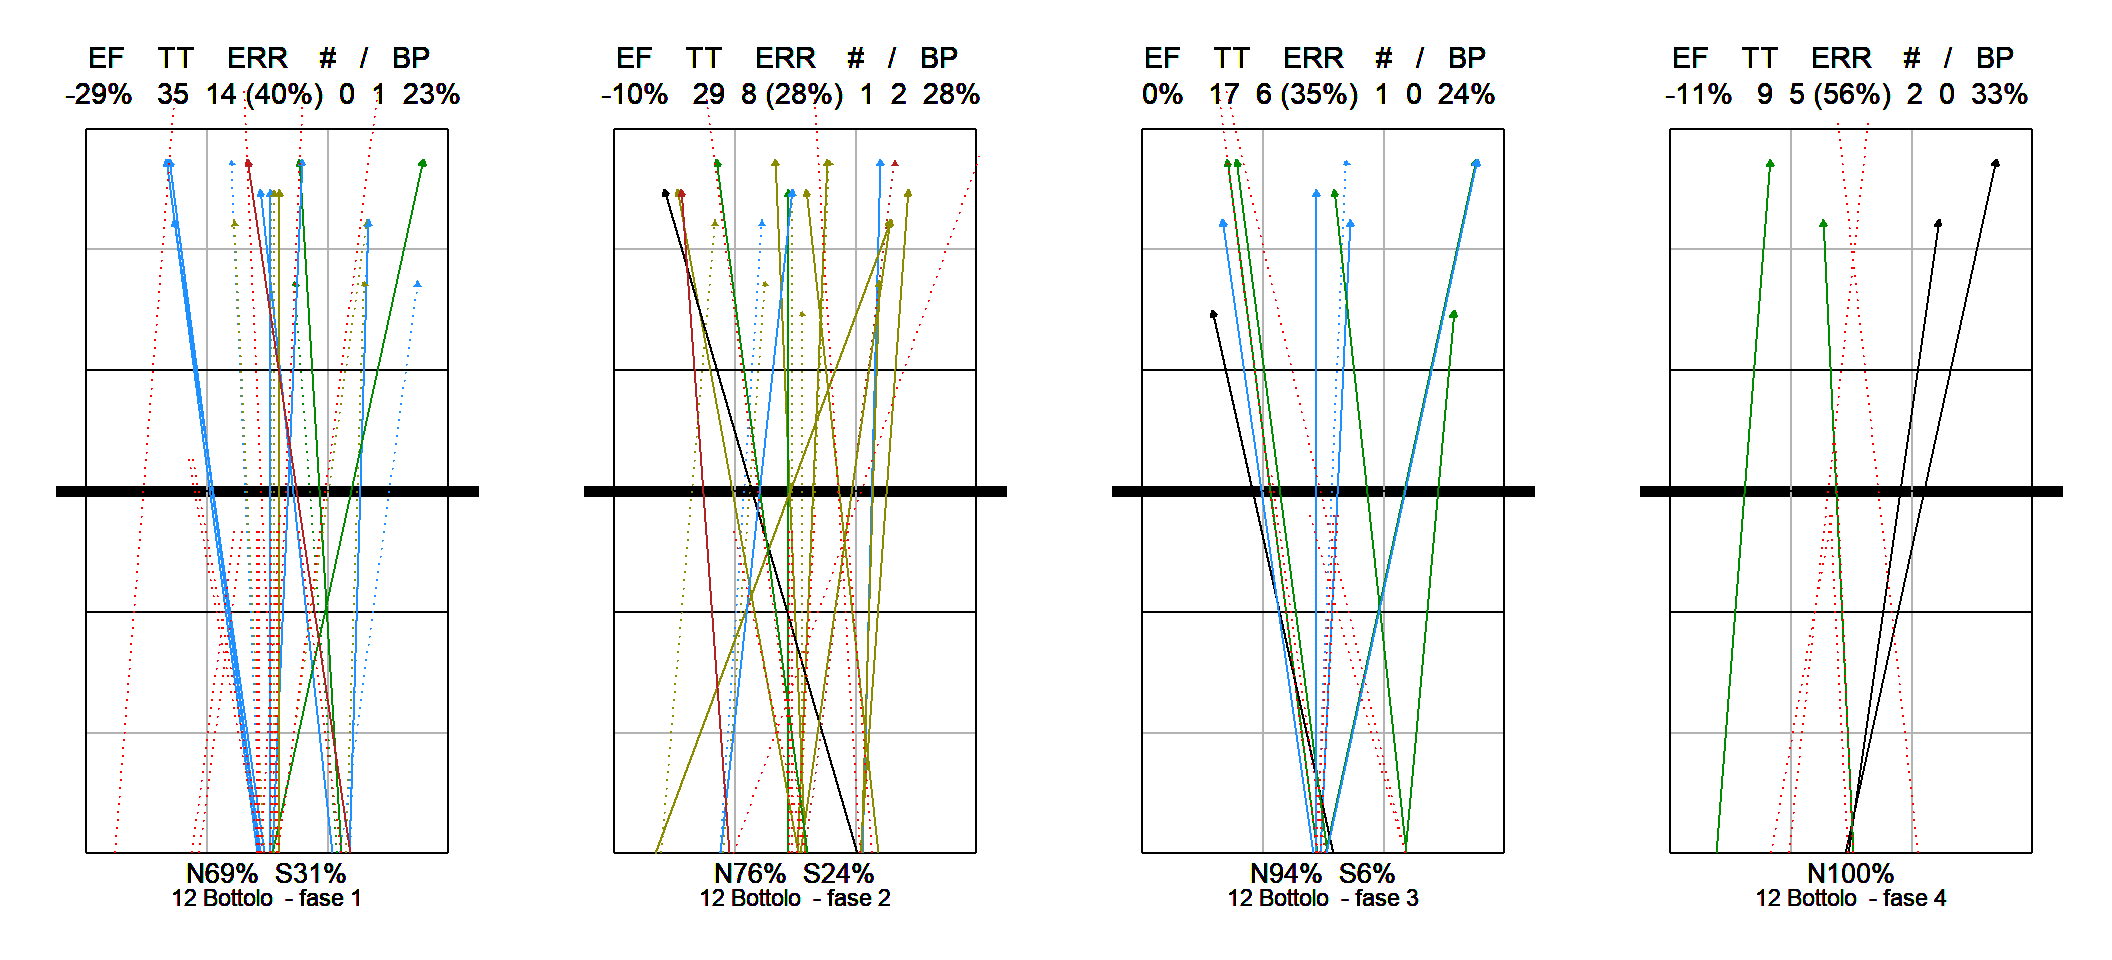 EF TT ERR # / BP
-29% 35 14 (40%) 0 1 23%
N69% S31%
12 Bottolo - fase 1
EF TT ERR # / BP
-10% 29 8 (28%) 1 2 28%
N76% S24%
12 Bottolo - fase 2
EF TT ERR # / BP
0% 17 6 (35%) 1 0 24%
N94% S6%
12 Bottolo - fase 3
EF TT ERR # / BP
-11% 9 5 (56%) 2 0 33%
N100%
12 Bottolo - fase 4